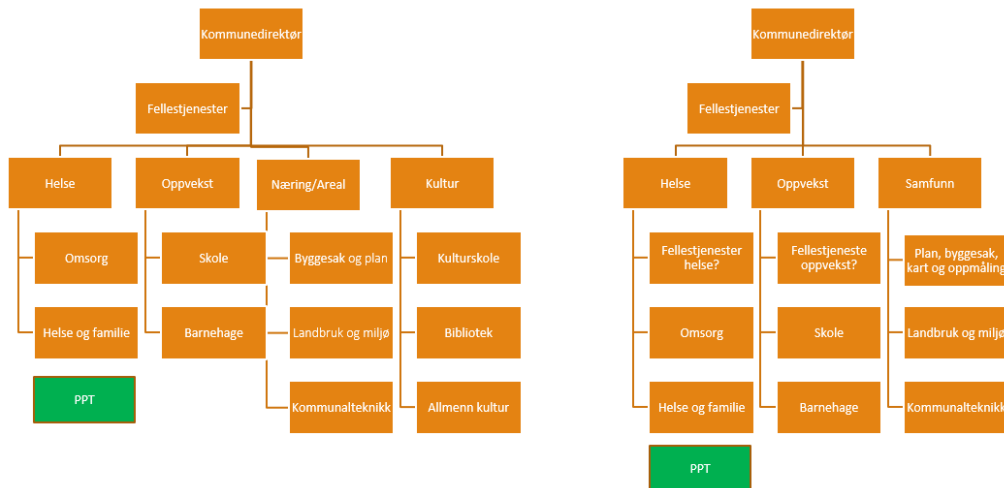 Kommunedirektør
Fellestjenester
Helse
Oppvekst
Næring/Areal
Kultur
Omsorg
Skole
Byggesak og plan
Kulturskole
Helse og familie
Barnehage
Landbruk og miljø
Bibliotek
PPT
Kommunalteknikk
Allmenn kultur
Kommunedirektør
Fellestjenester
Helse
Oppvekst
Samfunn
Fellestjenester
helse?
Fellestjeneste
oppvekst?
Plan, byggesak,
kart og oppmåling
Omsorg
Skole
Landbruk og miljø
Helse og familie
Barnehage
Kommunalteknikk
PPT